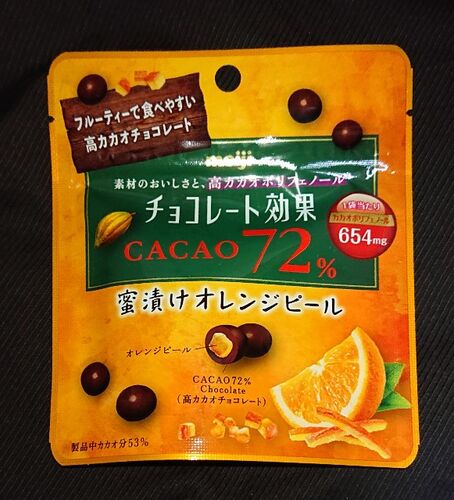 フルーティーで食べやすい
高カカオチョコレート
meiji
素材のおいしさと、高カカオポリフェノール
チョコレート効果
CACAO 72%
1袋当たり
カカオポリフェノール
654mg
蜜漬けオレンジピール
オレンジピール
CACAO72%
Chocolate
(高カカオチョコレート)
製品中カカオ分53%